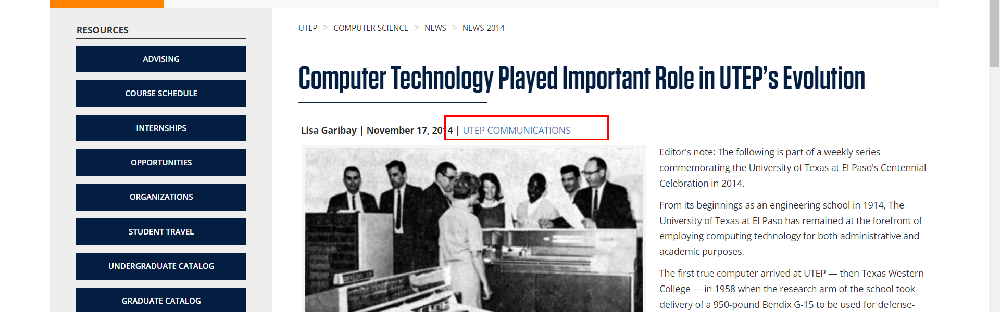 RESOURCES
ADVISING
COURSE SCHEDULE
INTERNSHIPS
OPPORTUNITIES
ORGANIZATIONS
STUDENT TRAVEL
UNDERGRADUATE CATALOG
GRADUATE CATALOG
UTEP > COMPUTER SCIENCE > NEWS > NEWS-2014
Computer Technology Played Important Role in UTEP’s Evolution
Lisa Garibay | November 17, 2014 | UTEP COMMUNICATIONS
Editor's note: The following is part of a weekly series
commemorating the University of Texas at El Paso's Centennial
Celebration in 2014.
From its beginnings as an engineering school in 1914, The
University of Texas at El Paso has remained at the forefront of
employing computing technology for both administrative and
academic purposes.
The first true computer arrived at UTEP — then Texas Western
College — in 1958 when the research arm of the school took
delivery of a 950-pound Bendix G-15 to be used for defense-